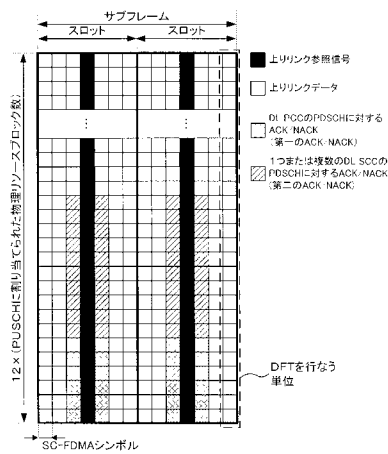 サブフレーム
スロット
スロット
上りリンク参照信号
上りリンクデータ
DL PCCのPDSCHに対する
ACK/NACK
(第一のACK/NACK)
1つまたは複数のDL SCCの
PDSCHに対するACK/NACK
(第二のACK/NACK)
12×(PUSCHに割り当てられた物理リソースブロック数)
DFTを行なう
単位
SC-FDMAシンボル